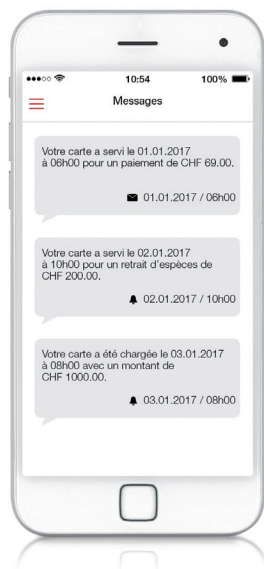 10:54
100%
Messages
Votre carte a servi le 01.01.2017
à 06h00 pour un paiement de CHF 69.00.
01.01.2017 / 06h00
Votre carte a servi le 02.01.2017
à 10h00 pour un retrait d'espèces de
CHF 200.00.
02.01.2017 / 10h00
Votre carte a été chargée le 03.01.2017
à 08h00 avec un montant de
CHF 1000.00.
03.01.2017 / 08h00